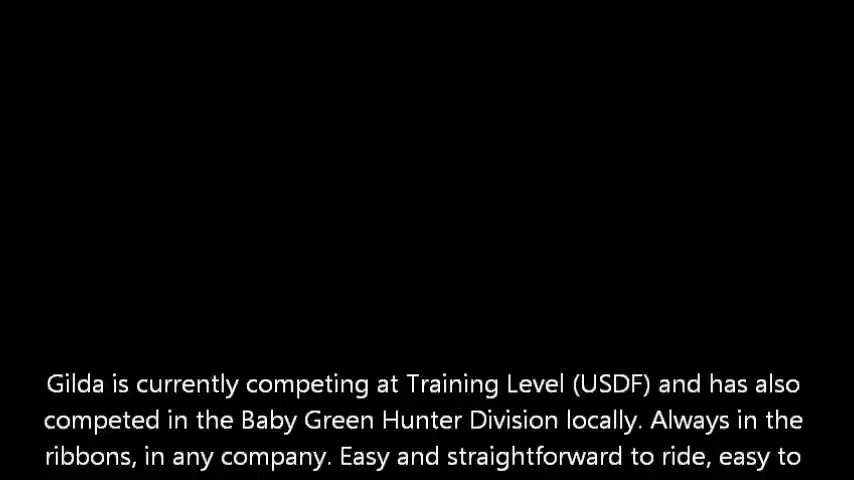 Gilda is currently competing at Training Level (USDF) and has also
competed in the Baby Green Hunter Division locally. Always in the
ribbons, in any company. Easy and straightforward to ride, easy to